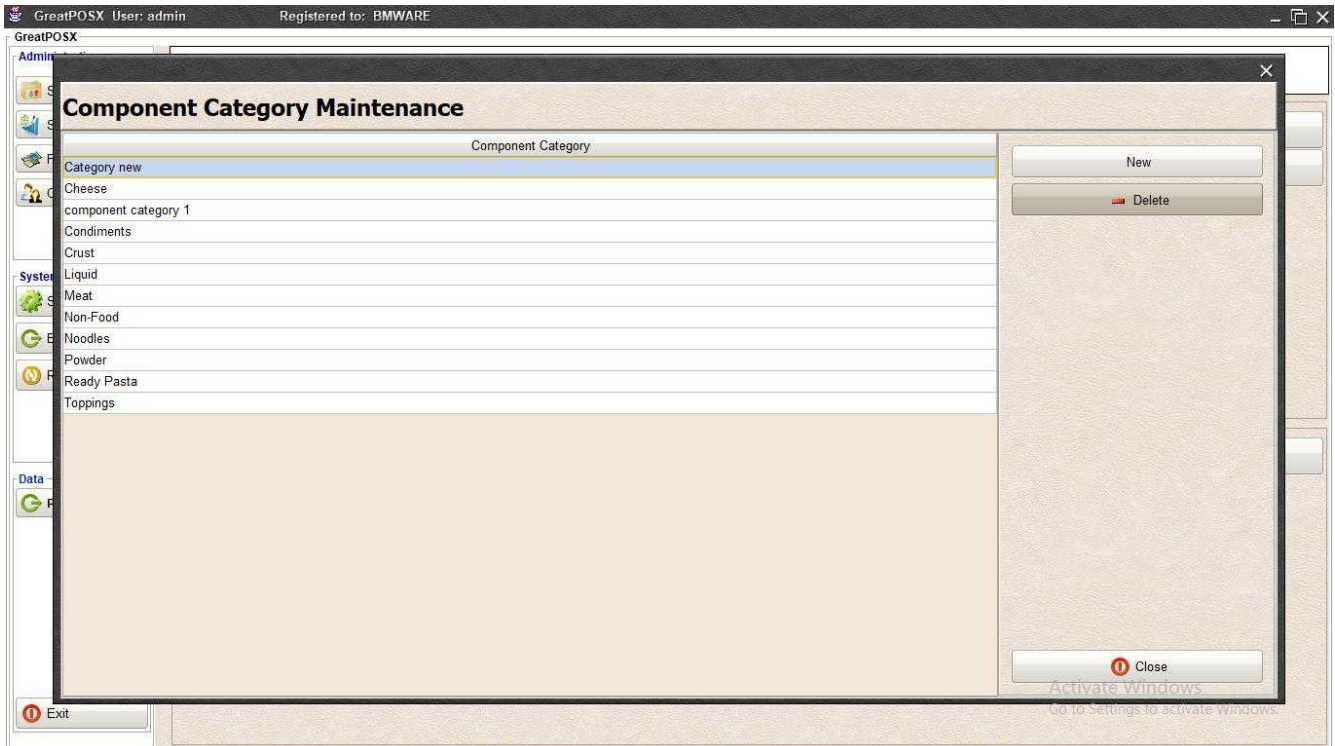 GreatPOSX User: admin Registered to: BMWARE
GreatPOSX
Component Category Maintenance
Component Category
Category new
Cheese
component category 1
Condiments
Crust
Liquid
Meat
Non-Food
Noodles
Powder
Ready Pasta
Toppings
New
Delete
Close
Data
Exit
Activate Windows
Go to Settings to activate Windows.